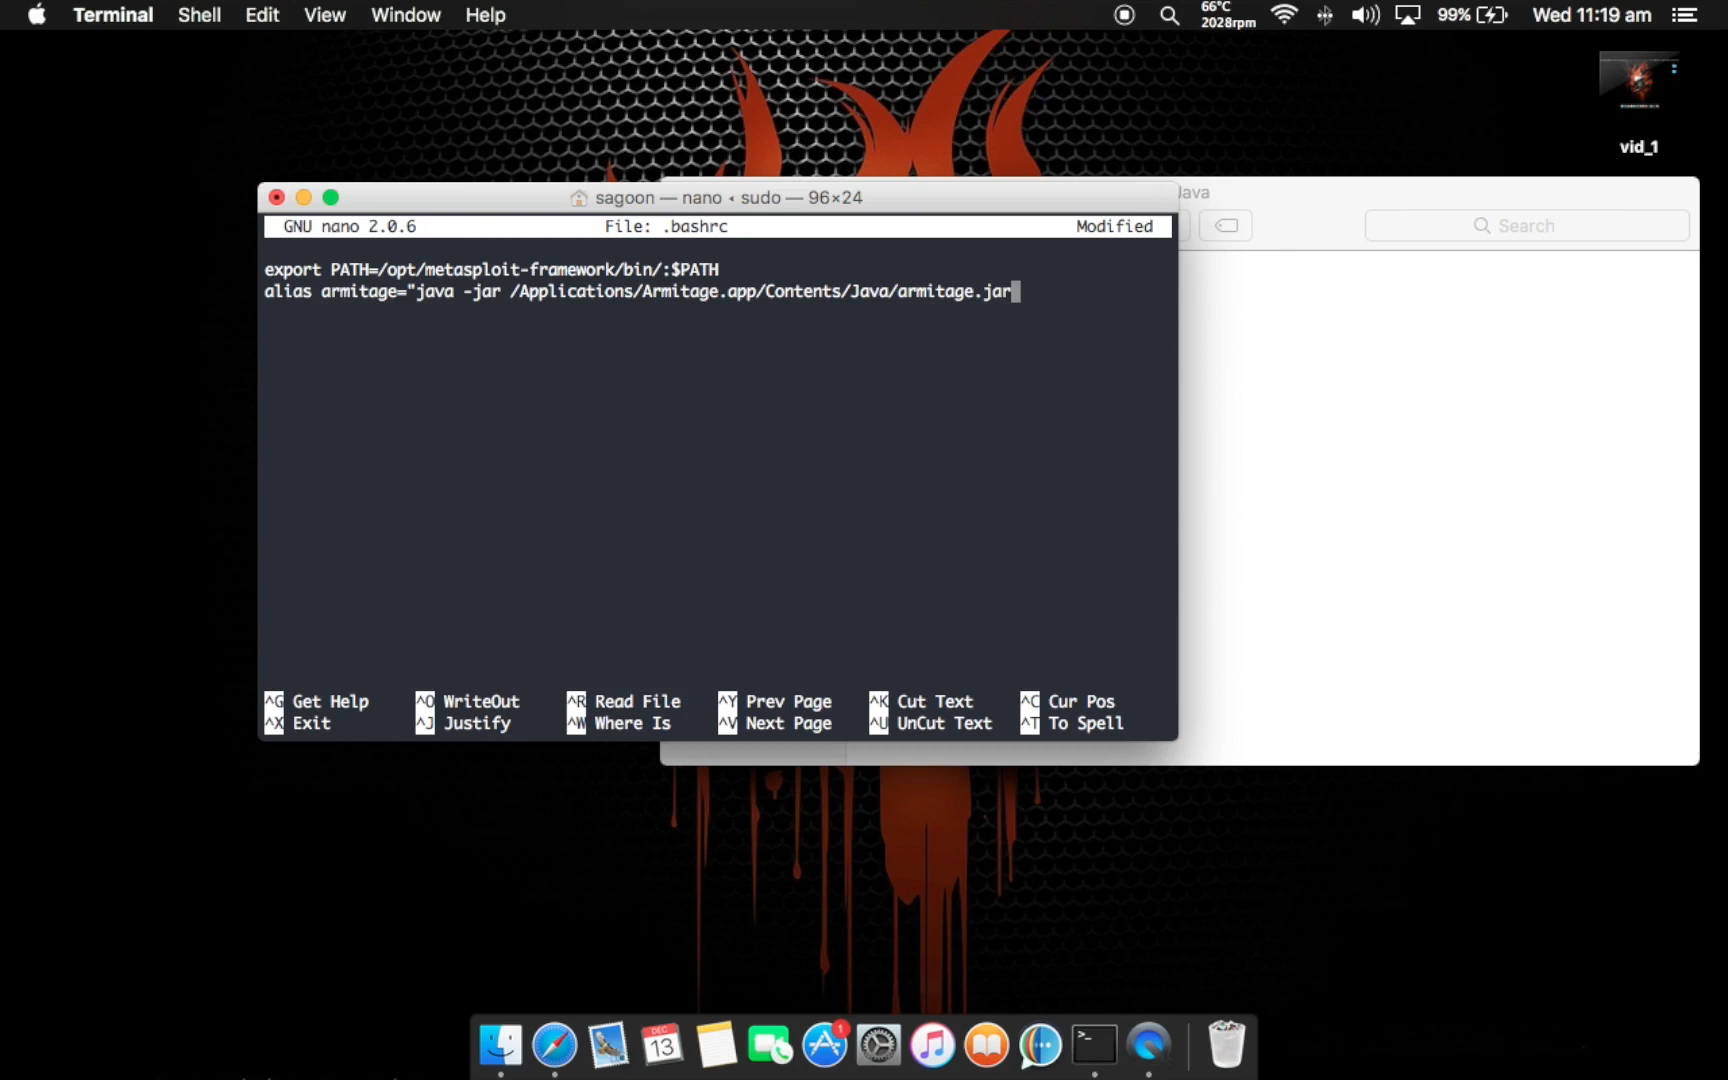 Terminal Shell Edit View Window Help 66°C 2028rpm 99% Wed 11:19 am
vid_1
sagoon — nano ◂ sudo — 96×24
Java
Search
GNU nano 2.0.6 File: .bashrc Modified
export PATH=/opt/metasploit-framework/bin/:$PATH
alias armitage="java -jar /Applications/Armitage.app/Contents/Java/armitage.jar
^G Get Help ^O WriteOut ^R Read File ^Y Prev Page ^K Cut Text ^C Cur Pos
^X Exit ^J Justify ^W Where Is ^V Next Page ^U UnCut Text ^T To Spell
DEC
13
1
>_